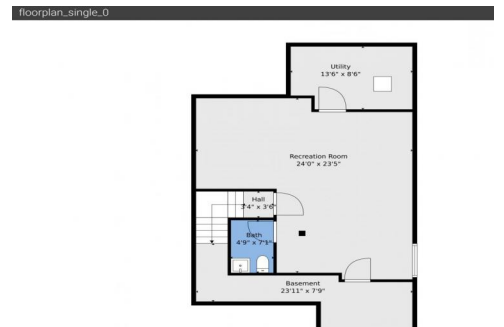 floorplan_single_0
Utility
13'6" x 8'6"
Recreation Room
24'0" x 23'5"
Hall
3'4" x 3'6"
Bath
4'9" x 7'1"
Basement
23'11" x 7'9"